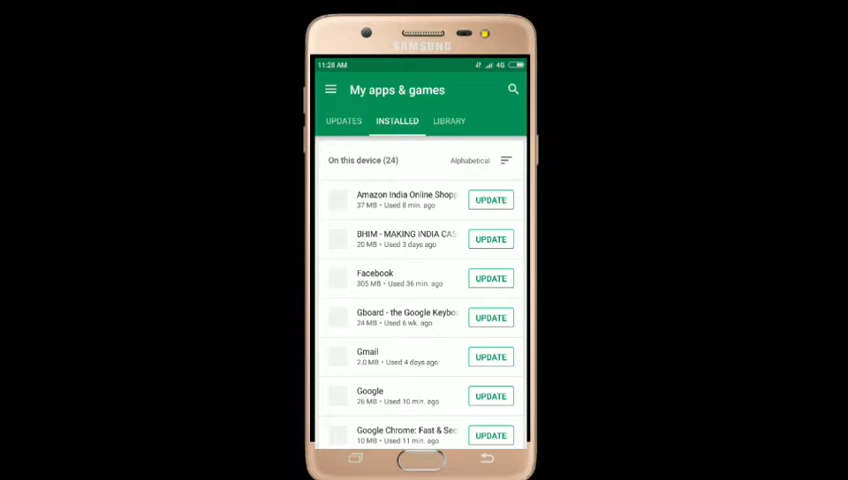 SAMSUNG
11:28 AM 4G
My apps & games
UPDATES INSTALLED LIBRARY
On this device (24) Alphabetical
Amazon India Online Shopp
37 MB • Used 8 min. ago
UPDATE
BHIM - MAKING INDIA CAS
20 MB • Used 3 days ago
UPDATE
Facebook
305 MB • Used 36 min. ago
UPDATE
Gboard - the Google Keybo
24 MB • Used 6 wk. ago
UPDATE
Gmail
2.0 MB • Used 4 days ago
UPDATE
Google
26 MB • Used 10 min. ago
UPDATE
Google Chrome: Fast & Sec
10 MB • Used 11 min. ago
UPDATE